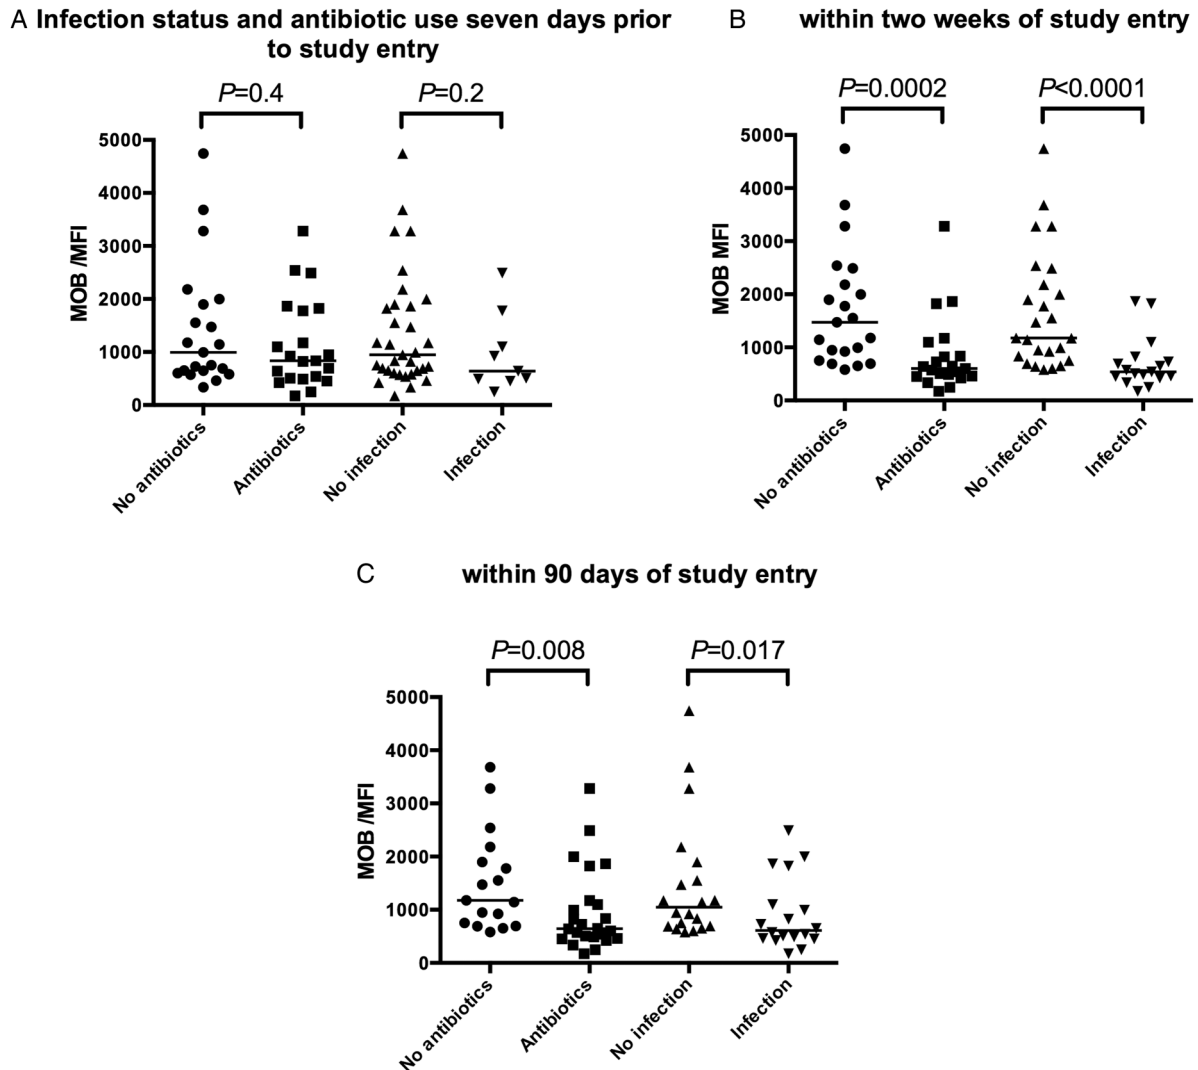 A Infection status and antibiotic use seven days prior
to study entry
P=0.4
P=0.2
MOB /MFI
5000
4000
3000
2000
1000
0
No antibiotics
Antibiotics
No infection
Infection
B within two weeks of study entry
P=0.0002
P<0.0001
MOB MFI
5000
4000
3000
2000
1000
0
No antibiotics
Antibiotics
No infection
Infection
C within 90 days of study entry
P=0.008
P=0.017
MOB /MFI
5000
4000
3000
2000
1000
0
No antibiotics
Antibiotics
No infection
Infection